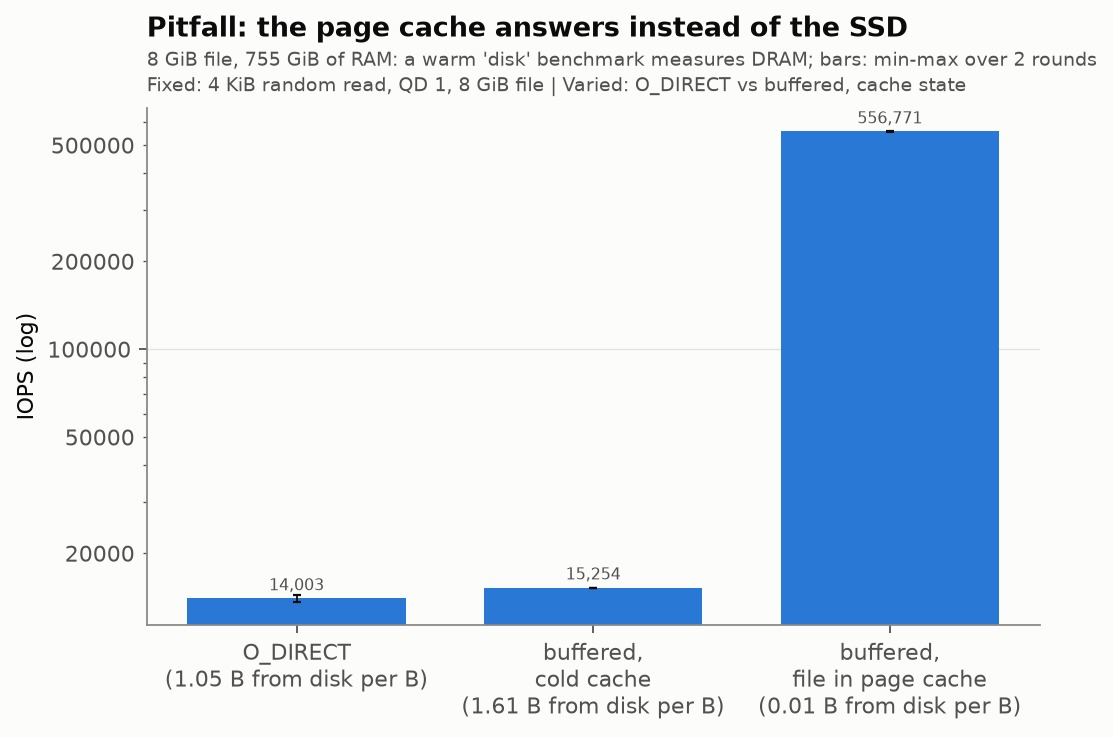 Pitfall: the page cache answers instead of the SSD
8 GiB file, 755 GiB of RAM: a warm 'disk' benchmark measures DRAM; bars: min-max over 2 rounds
Fixed: 4 KiB random read, QD 1, 8 GiB file | Varied: O_DIRECT vs buffered, cache state
IOPS (log)
500000
200000
100000
50000
20000
14,003
15,254
556,771
O_DIRECT
(1.05 B from disk per B)
buffered,
cold cache
(1.61 B from disk per B)
buffered,
file in page cache
(0.01 B from disk per B)